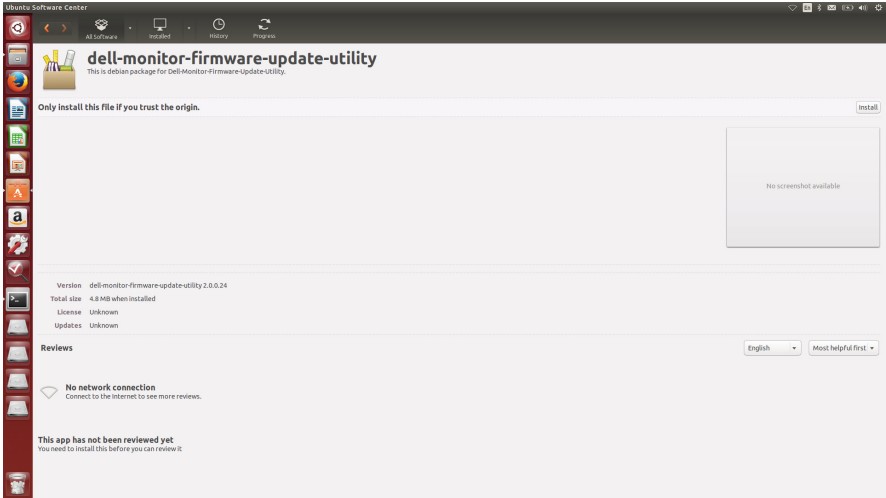 Ubuntu Software Center
En
All Software
Installed
History
Progress
dell-monitor-firmware-update-utility
This is debian package for Dell-Monitor-Firmware-Update-Utility.
Only install this file if you trust the origin.
Install
No screenshot available
Version dell-monitor-firmware-update-utility 2.0.0.24
Total size 4.8 MB when installed
License Unknown
Updates Unknown
Reviews
English
Most helpful first
No network connection
Connect to the Internet to see more reviews.
This app has not been reviewed yet
You need to install this before you can review it